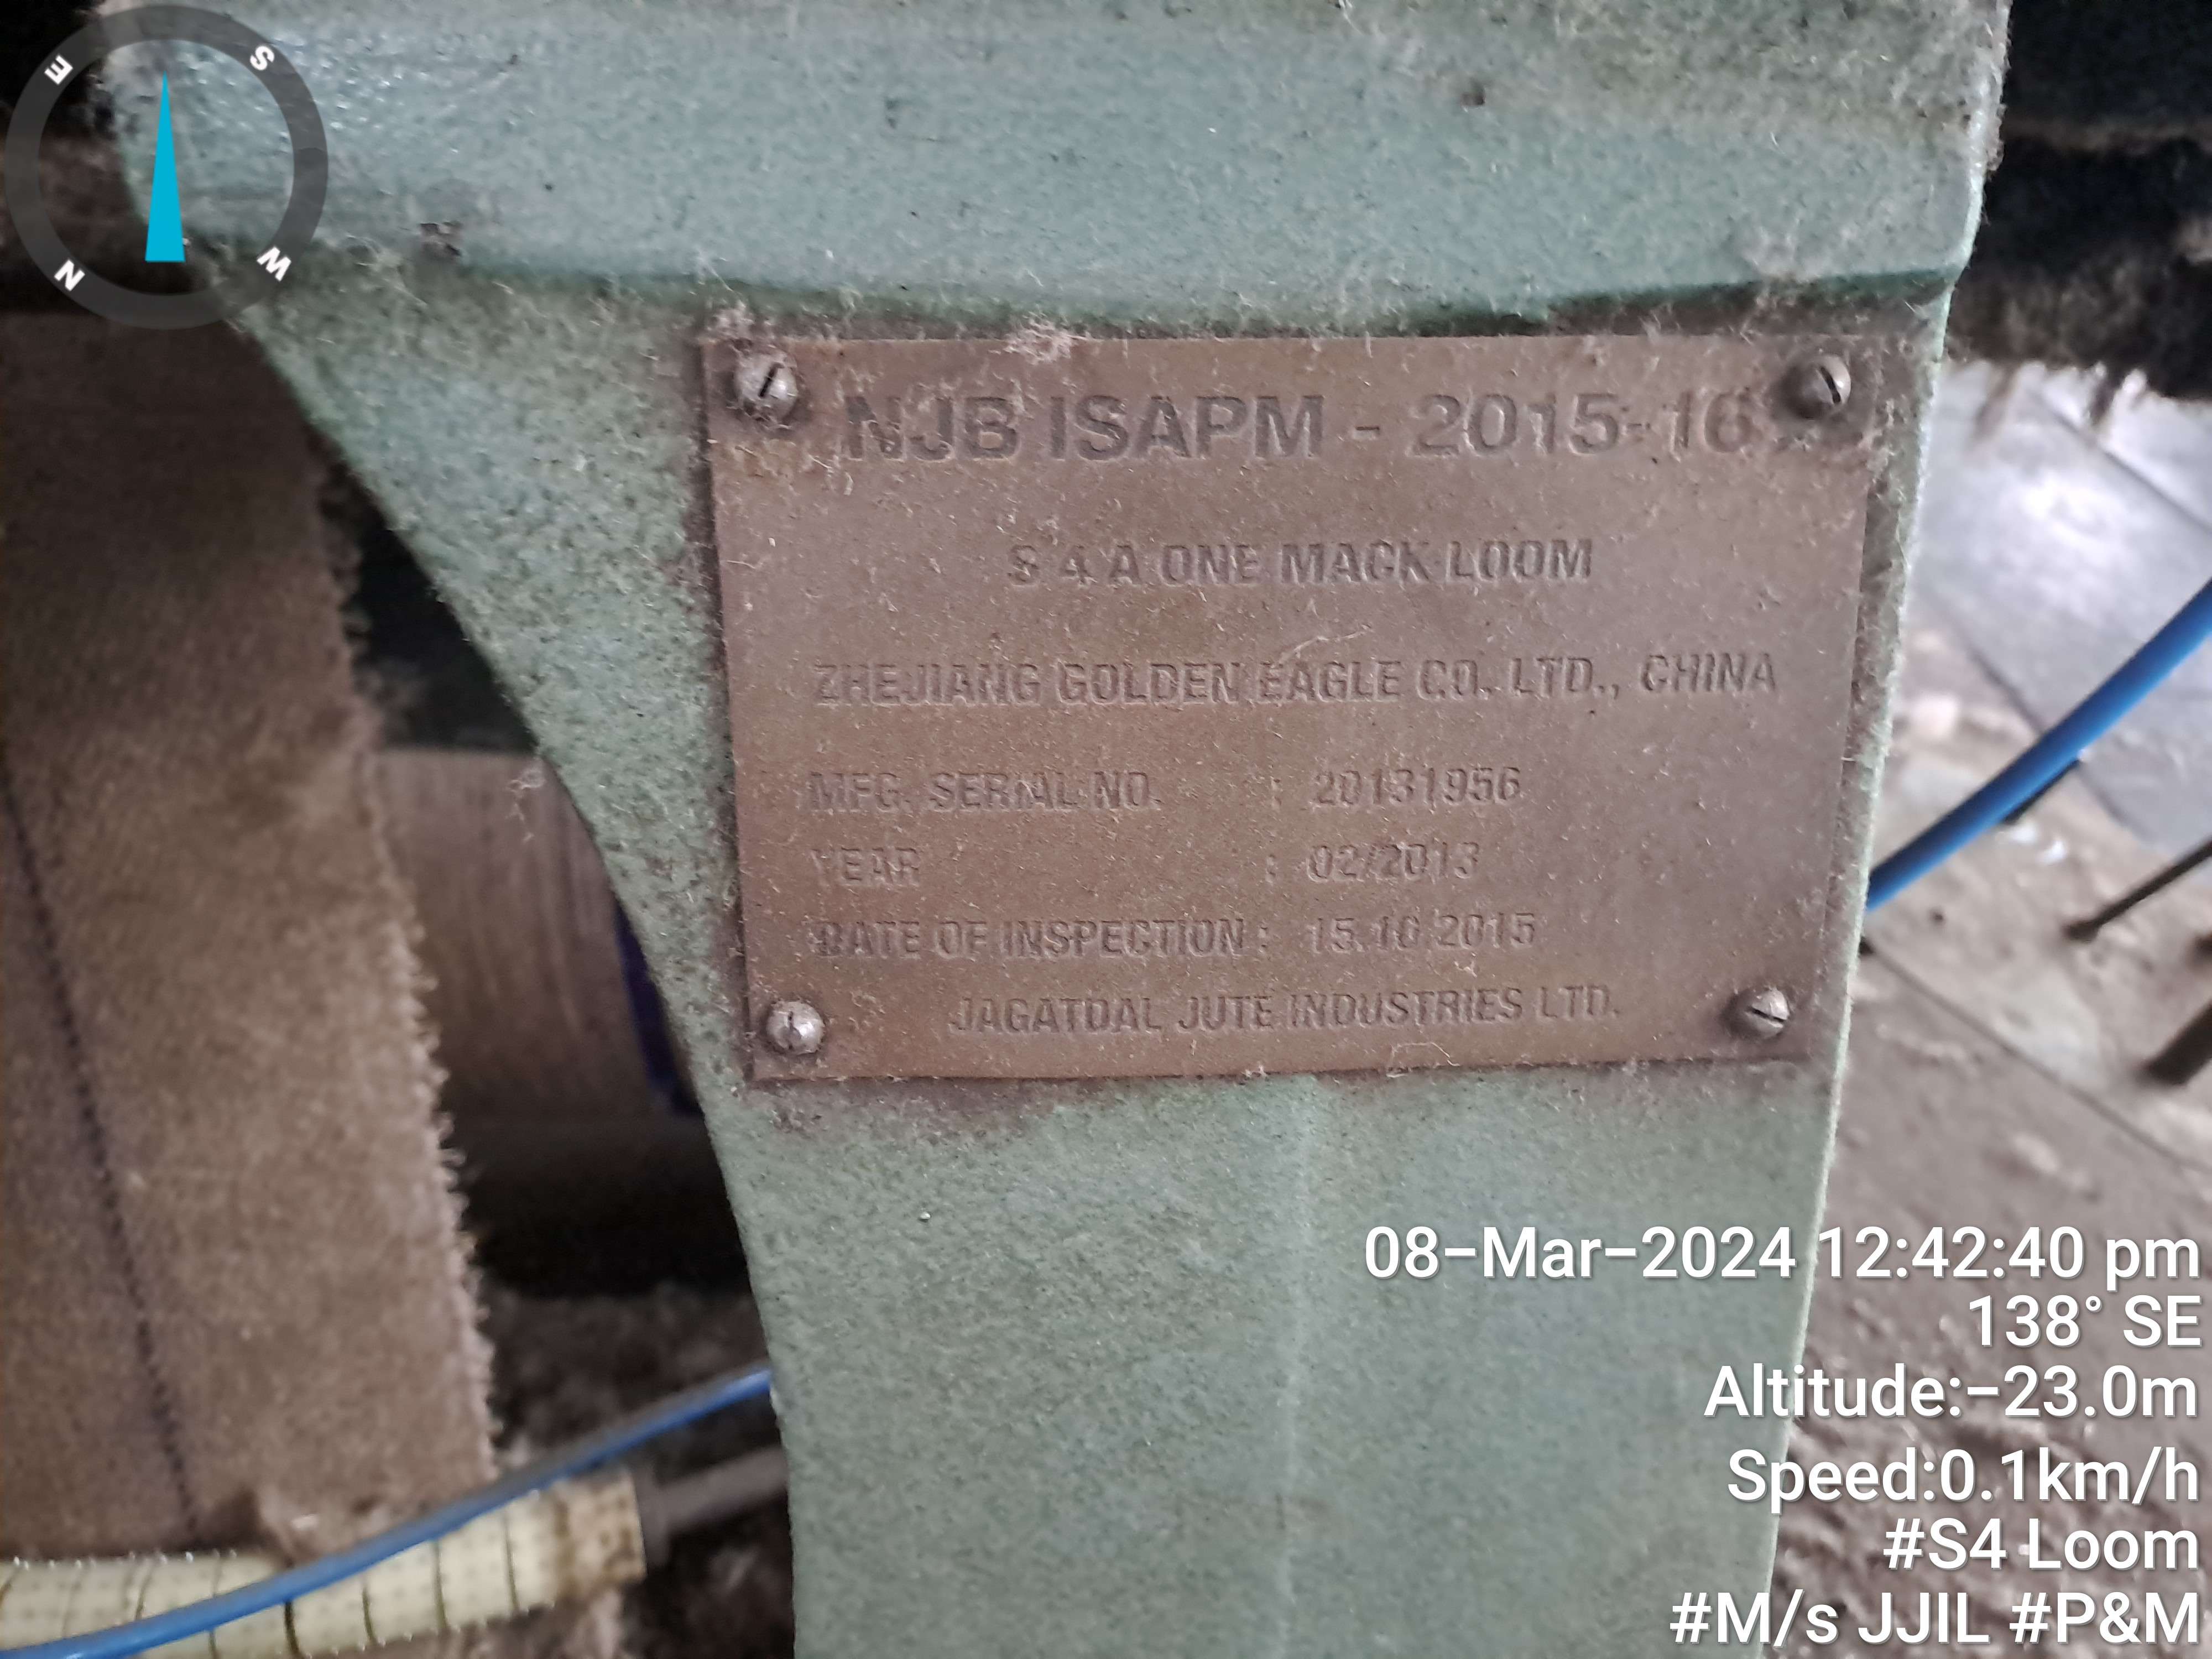 E
S
N
W
NJB ISAPM - 2015-16
S 4 A ONE MACK LOOM
ZHEJIANG GOLDEN EAGLE CO. LTD., CHINA
MFG. SERIAL NO. : 20131956
YEAR : 02/2013
DATE OF INSPECTION : 15.10.2015
JAGATDAL JUTE INDUSTRIES LTD.
08-Mar-2024 12:42:40 pm
138° SE
Altitude:-23.0m
Speed:0.1km/h
#S4 Loom
#M/s JJIL #P&M